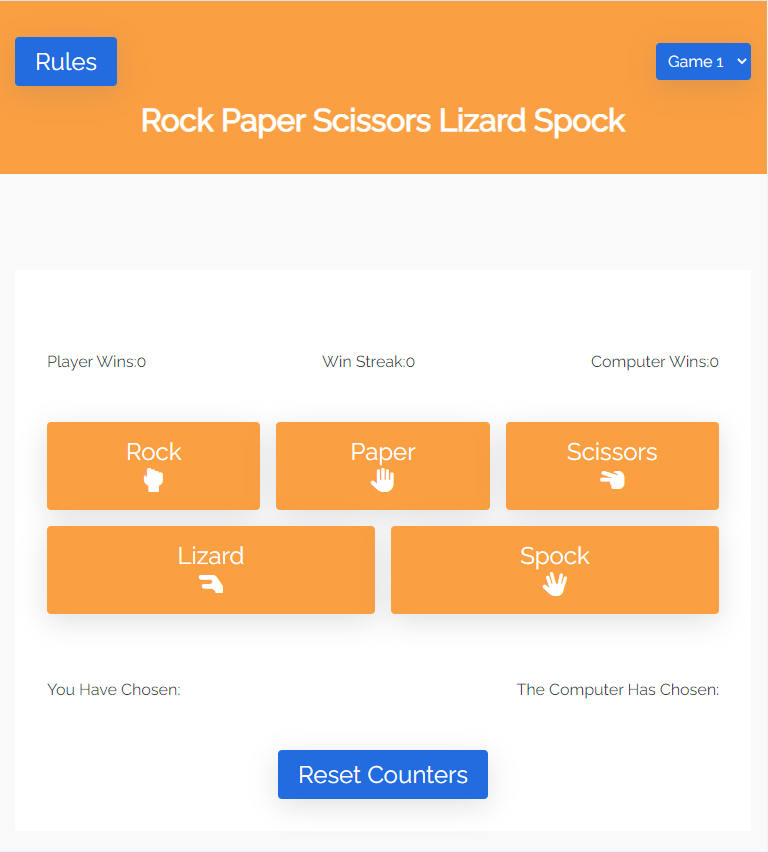 Rules
Game 1
Rock Paper Scissors Lizard Spock
Player Wins:0
Win Streak:0
Computer Wins:0
Rock
Paper
Scissors
Lizard
Spock
You Have Chosen:
The Computer Has Chosen:
Reset Counters